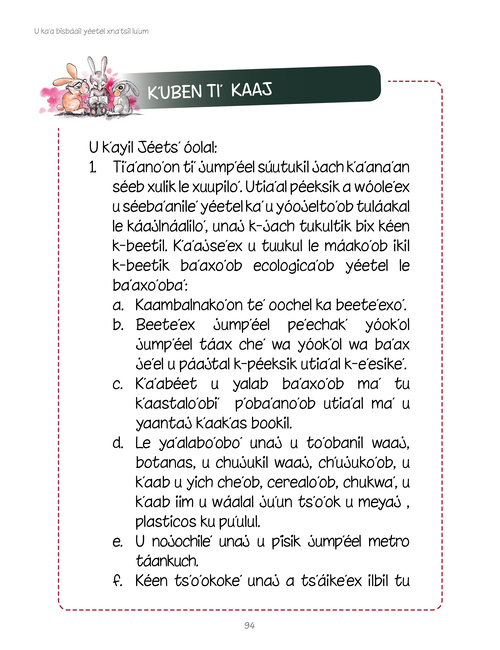 U ka'a bisbáail yéetel xna'tsil lu'um
K'UBEN TI' KAAJ
U k'ayil Jéets' óolal:
1. Ti'a'ano'on ti' jump'éel súutukil jach k'a'ana'an
séeb xulik le xuupilo'. Utia'al péeksik a wóole'ex
u séeba'anile' yéetel ka' u yóojelto'ob tuláakal
le káajlnáalilo', unaj k-jach tukultik bix kéen
k-beetil. K'a'ajse'ex u tuukul le máako'ob ikil
k-beetik ba'axo'ob ecologica'ob yéetel le
ba'axo'oba':
a. Kaambalnako'on te' oochel ka beete'exo'.
b. Beete'ex jump'éel pe'echak' yóok'ol
jump'éel táax che' wa yóok'ol wa ba'ax
je'el u páajtal k-péeksik utia'al k-e'esike'.
c. K'a'abéet u yalab ba'axo'ob ma' tu
k'aastalo'obi' p'oba'ano'ob utia'al ma' u
yaantaj k'aak'as bookil.
d. Le ya'alabo'obo' unaj u to'obanil waaj,
botanas, u chujukil waaj, ch'ujuko'ob, u
k'aab u yich che'ob, cerealo'ob, chukwa', u
k'aab iim u wáalal ju'un ts'o'ok u meyaj ,
plasticos ku pu'ulul.
e. U nojochile' unaj u p'isik jump'éel metro
táankuch.
f. Kéen ts'o'okoke' unaj a ts'áike'ex ilbil tu
94